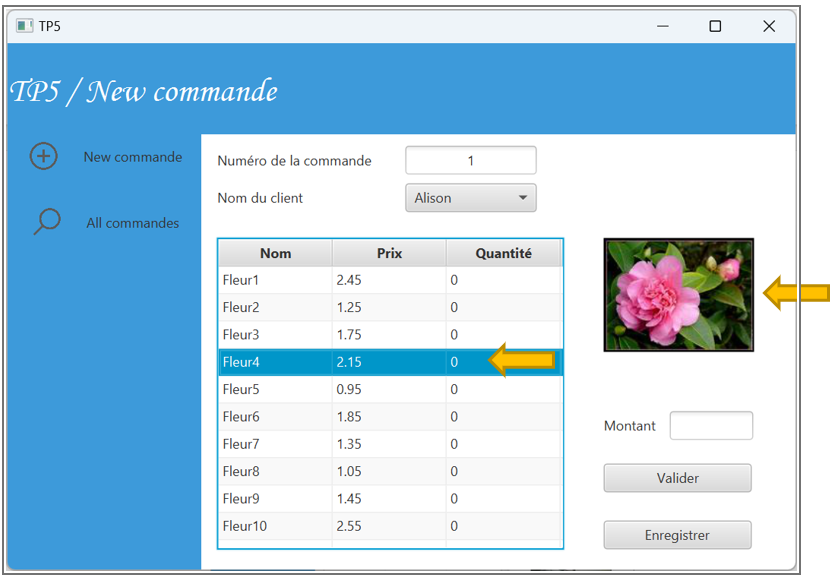 TP5
TP5 / New commande
New commande
All commandes
Numéro de la commande 1
Nom du client Alison
Nom Prix Quantité
Fleur1 2.45 0
Fleur2 1.25 0
Fleur3 1.75 0
Fleur4 2.15 0
Fleur5 0.95 0
Fleur6 1.85 0
Fleur7 1.35 0
Fleur8 1.05 0
Fleur9 1.45 0
Fleur10 2.55 0
Montant
Valider
Enregistrer